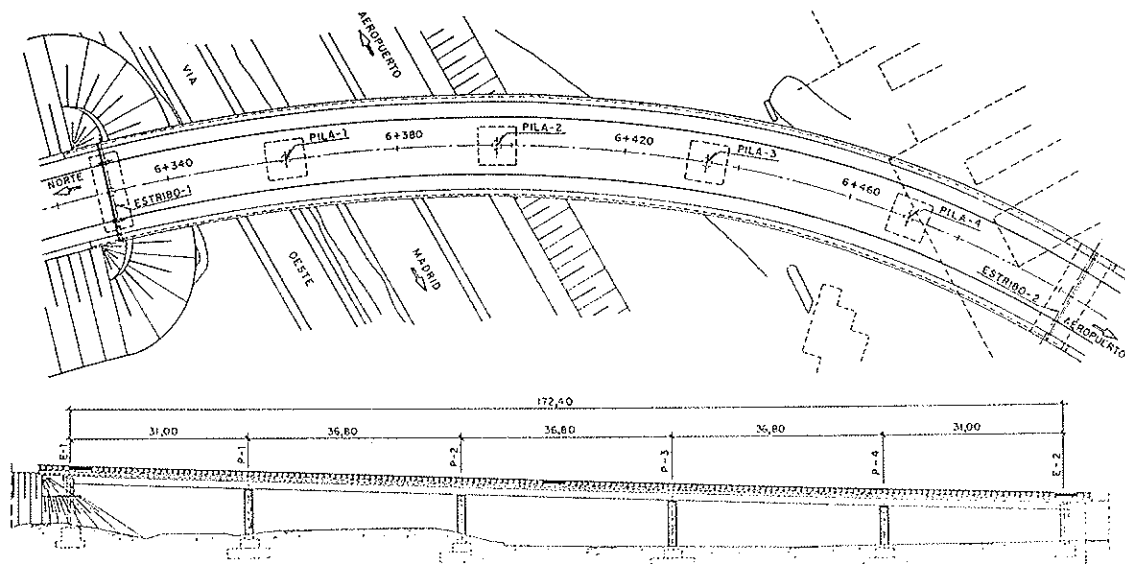 AEROPUERTO
VIA
PILA-1
6+380
PILA-2
6+420
PILA-3
6+340
NORTE
ESTRIBO-1
6+460
PILA-4
OESTE
MADRID
ESTRIBO-2
AEROPUERTO
172,40
31,00
36,80
36,80
36,80
31,00
E-1
P-1
P-2
P-3
P-4
E-2